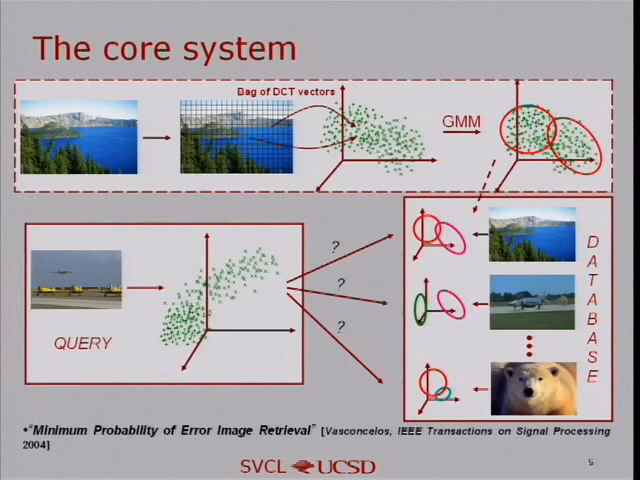 The core system
Bag of DCT vectors
GMM
?
?
?
QUERY
DATABASE
•"Minimum Probability of Error Image Retrieval" [Vasconcelos, IEEE Transactions on Signal Processing
2004]
SVCL UCSD
5